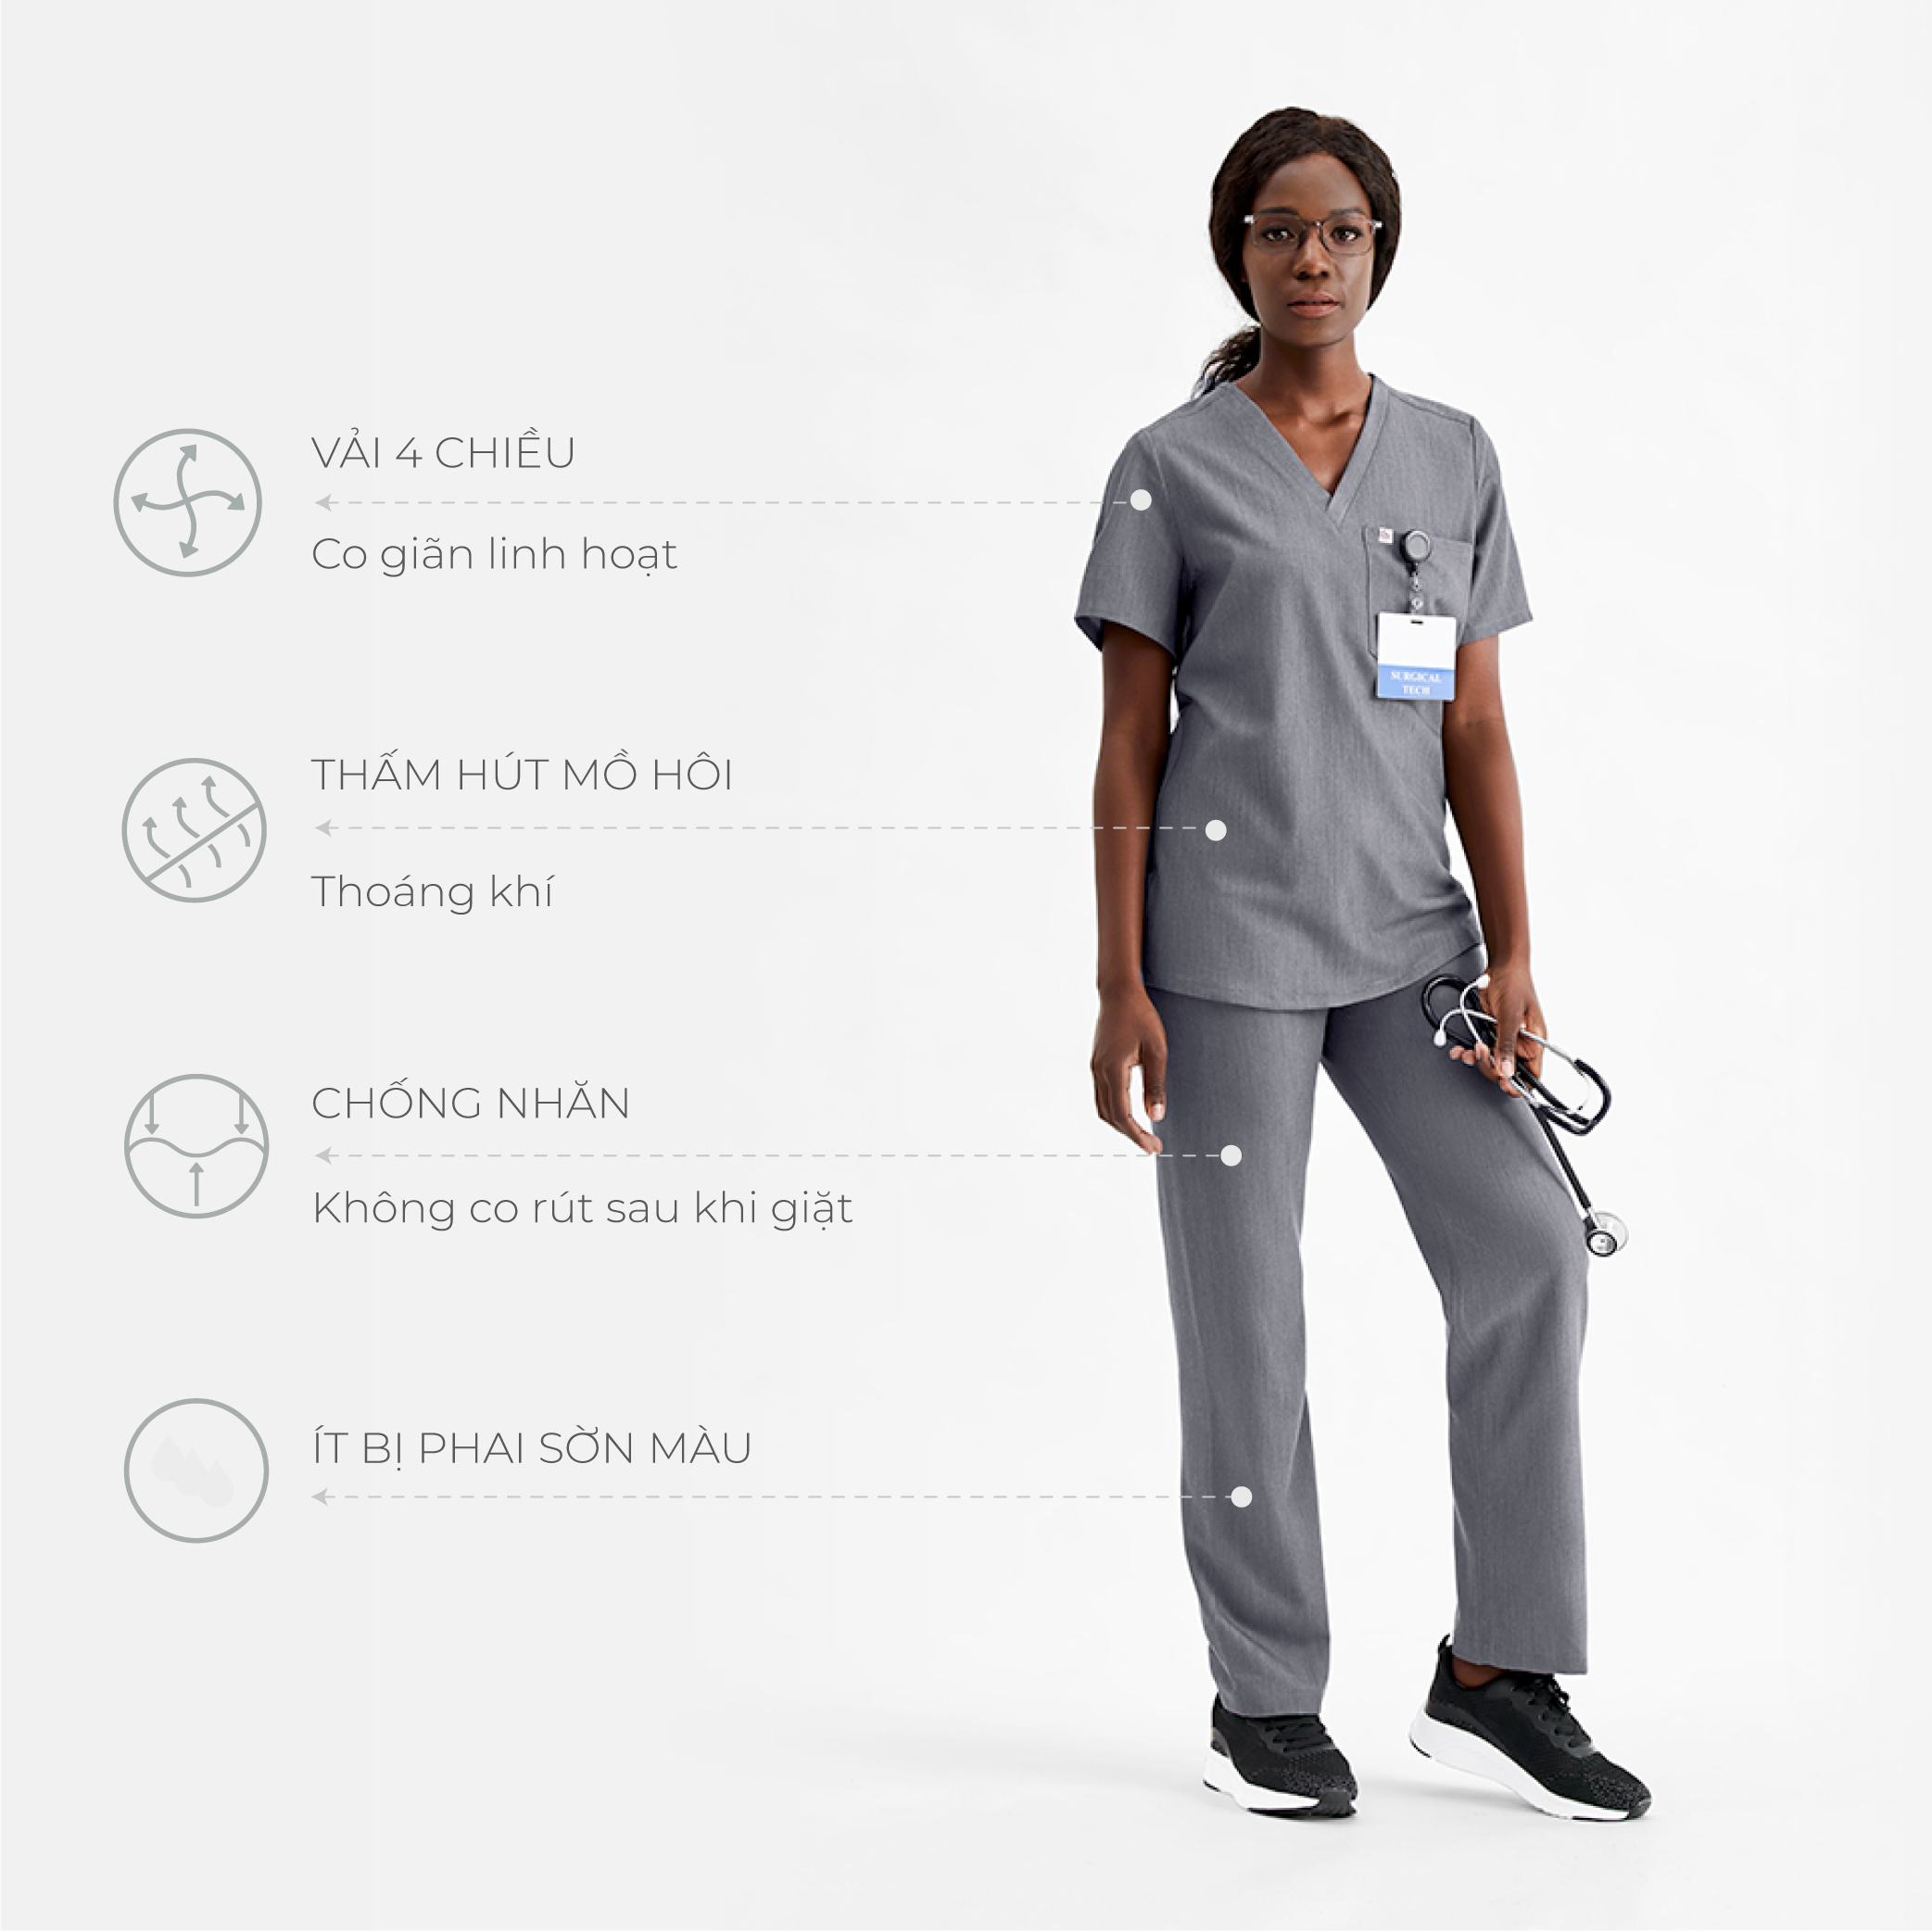 VẢI 4 CHIỀU
Co giãn linh hoạt
THẤM HÚT MỒ HÔI
Thoáng khí
CHỐNG NHĂN
Không co rút sau khi giặt
ÍT BỊ PHAI SỜN MÀU
SURGICAL
TECH